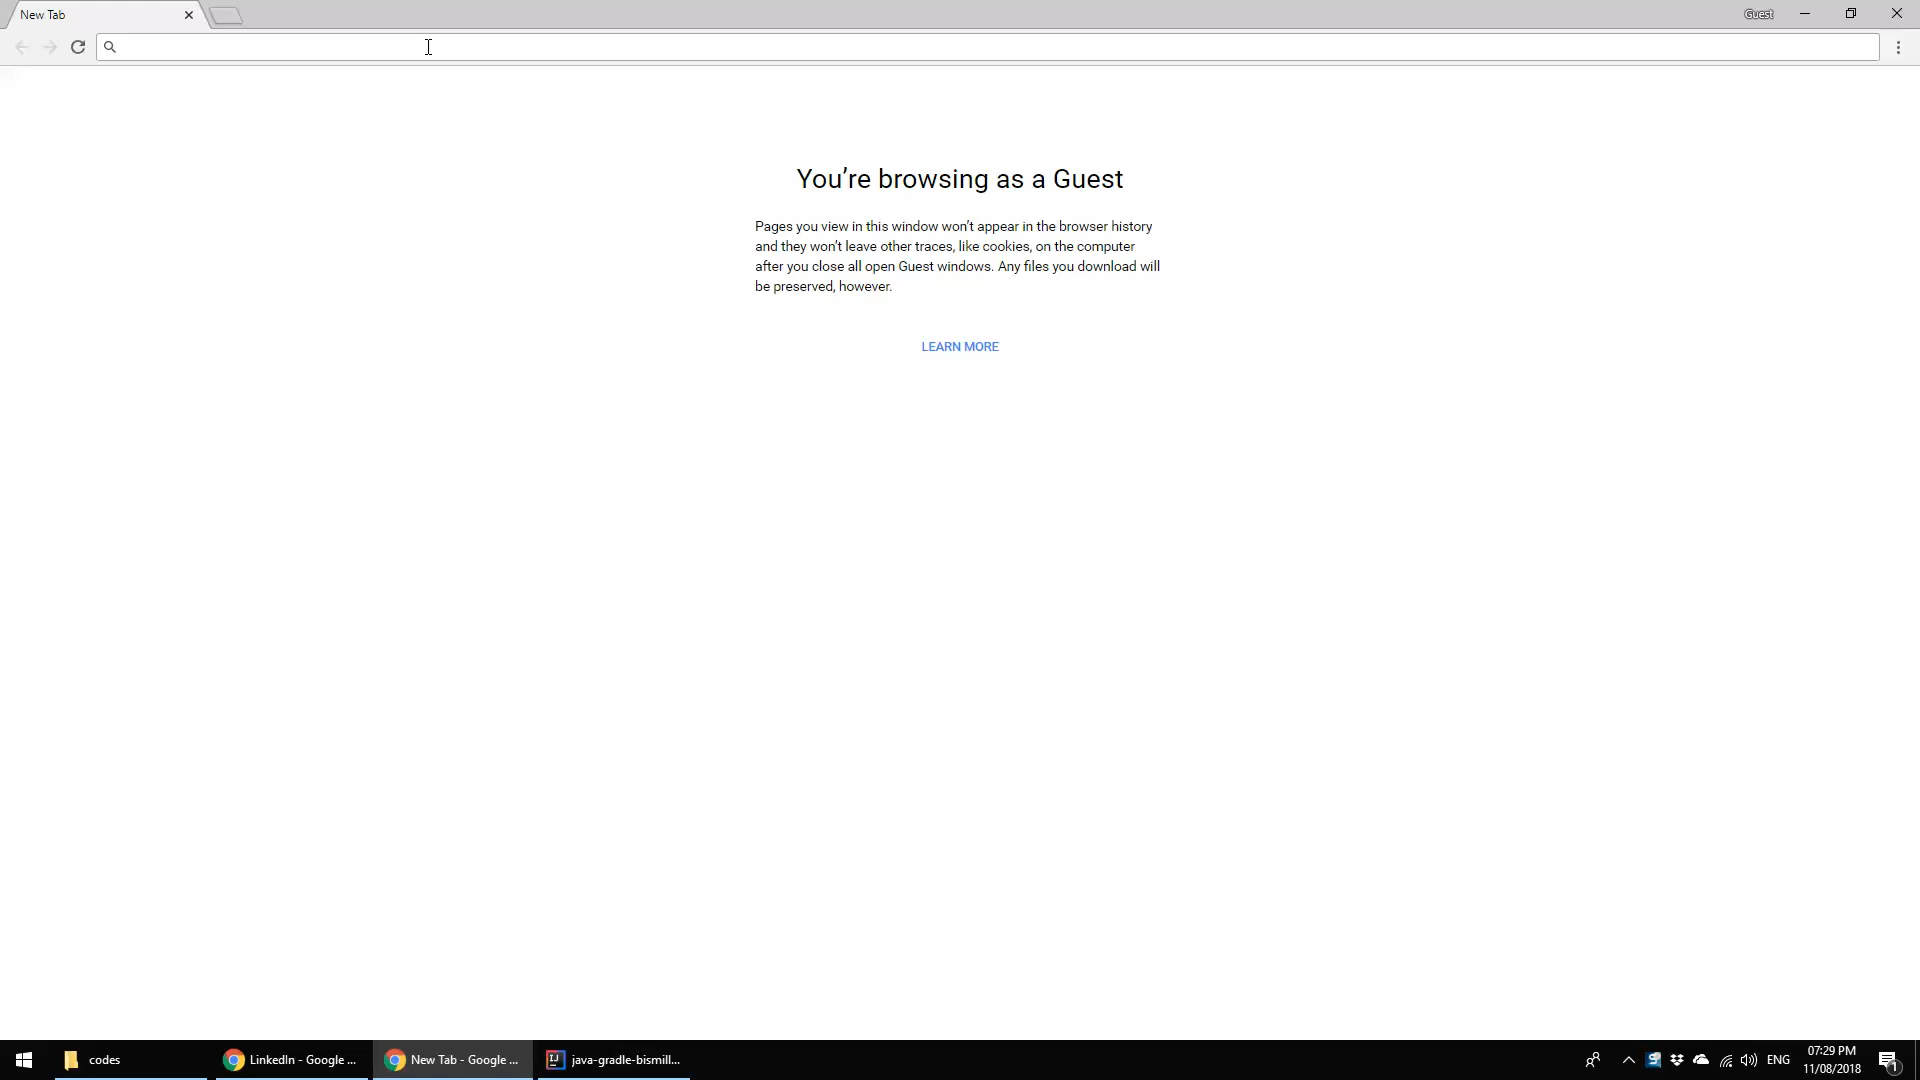 New Tab
Guest
You're browsing as a Guest
Pages you view in this window won't appear in the browser history
and they won't leave other traces, like cookies, on the computer
after you close all open Guest windows. Any files you download will
be preserved, however.
LEARN MORE
codes
LinkedIn - Google ...
New Tab - Google ...
java-gradle-bismill...
ENG
07:29 PM
11/08/2018
1